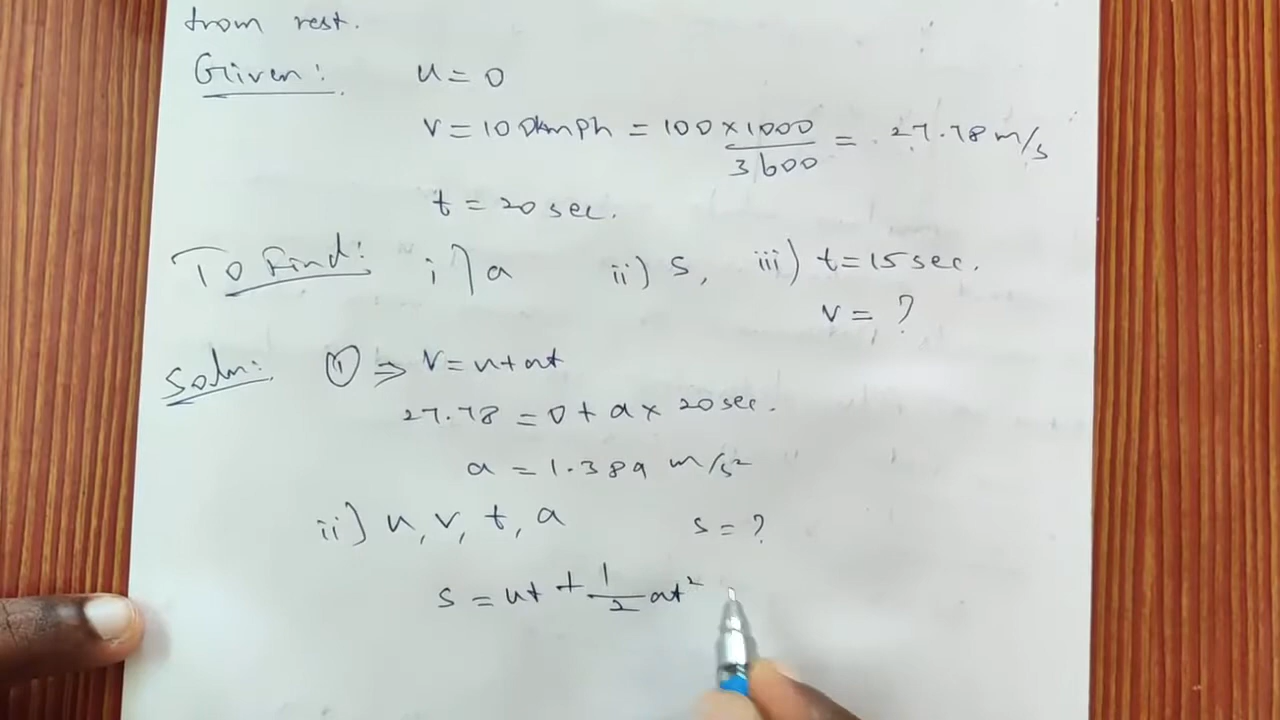 from rest.
Given: u = 0
v = 100kmph = 100 × 1000 / 3600 = 27.78 m/s
t = 20 sec.
To Find: i) a ii) s, iii) t = 15 sec.
v = ?
Soln: ① ⇒ v = u + at
27.78 = 0 + a × 20 sec.
a = 1.389 m/s²
ii) u, v, t, a s = ?
s = ut + 1/2 at²